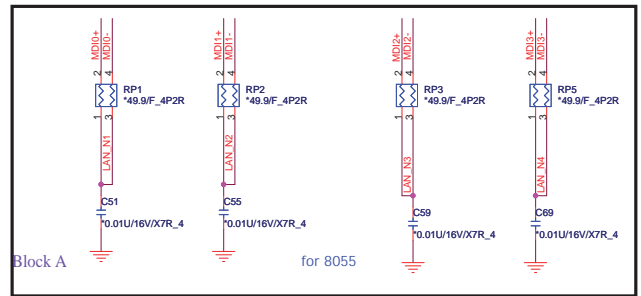 MDI0+ MDI0- MDI1+ MDI1- MDI2+ MDI2- MDI3+ MDI3-
2 4 2 4 2 4 2 4
RP1 RP2 RP3 RP5
*49.9/F_4P2R *49.9/F_4P2R *49.9/F_4P2R *49.9/F_4P2R
1 3 1 3 1 3 1 3
LAN_N1 LAN_N2 LAN_N3 LAN_N4
C51 C55 C59 C69
*0.01U/16V/X7R_4 *0.01U/16V/X7R_4 *0.01U/16V/X7R_4 *0.01U/16V/X7R_4
Block A for 8055